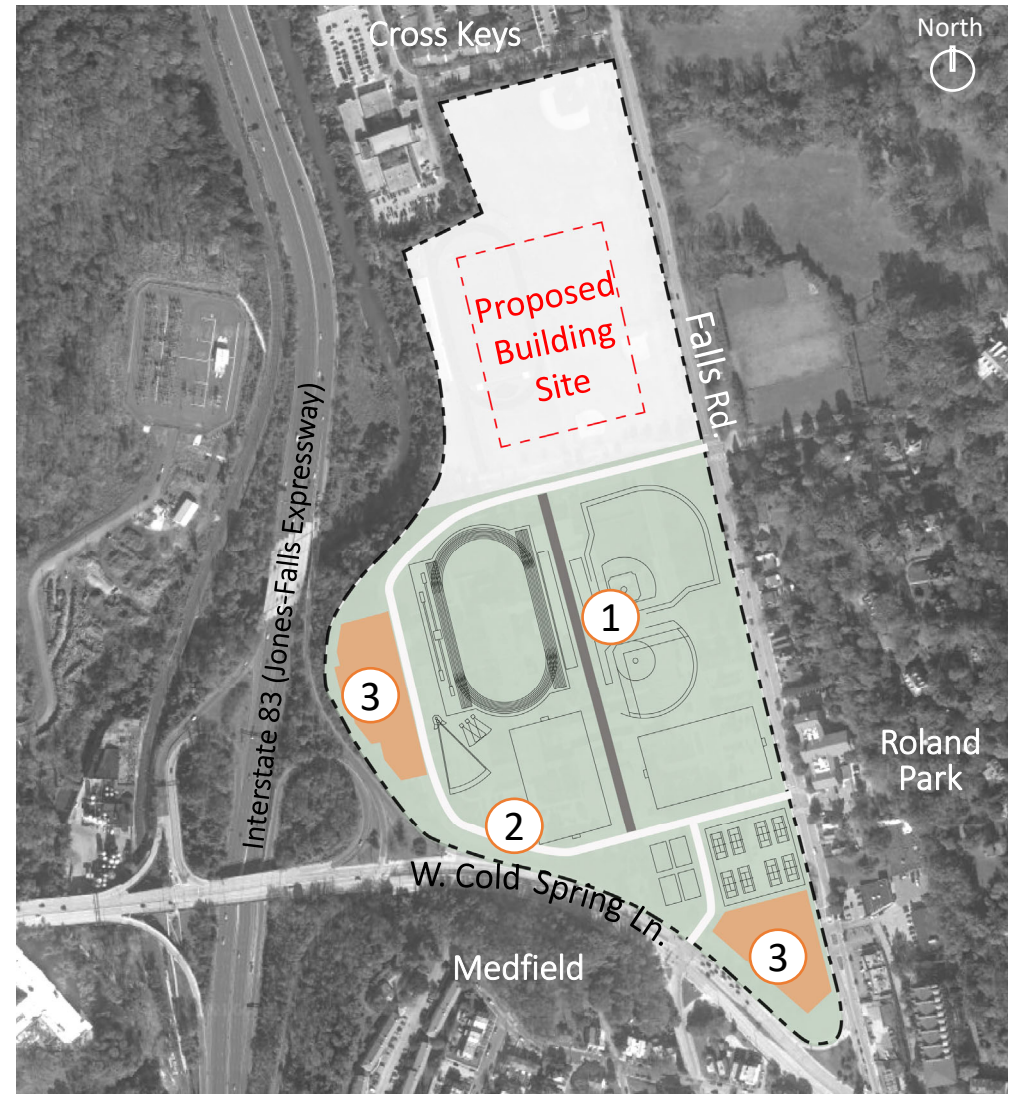 Cross Keys
North
Proposed
Building
Site
Falls Rd.
Interstate 83 (Jones-Falls Expressway)
1
3
Roland
Park
2
W. Cold Spring Ln.
3
Medfield